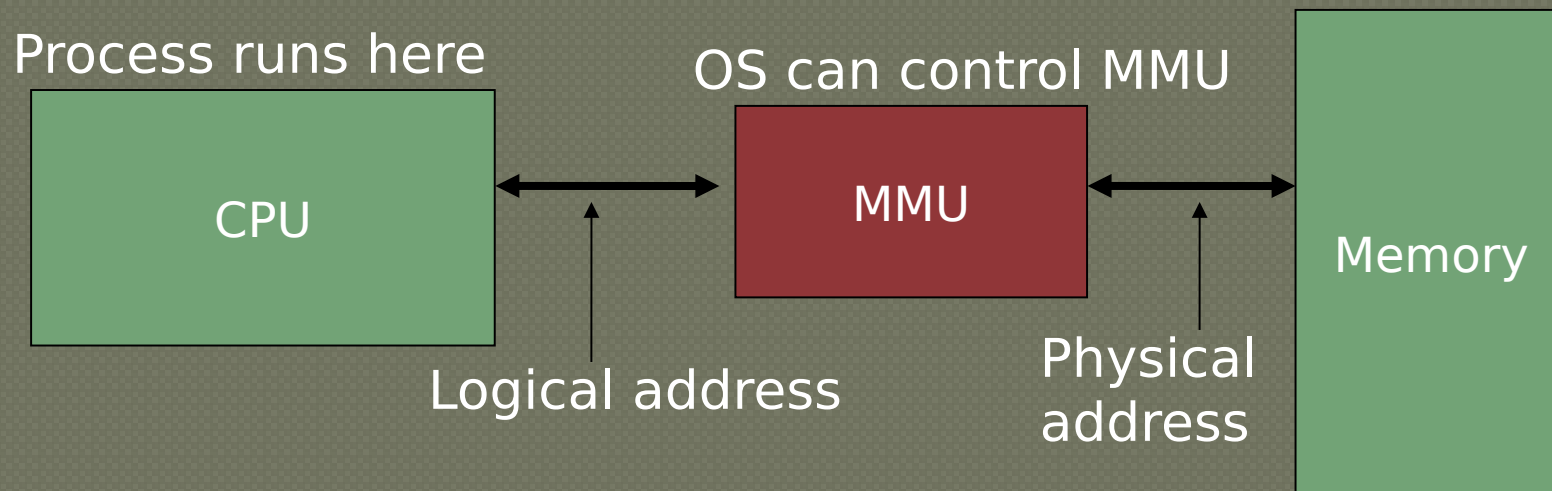 Process runs here
OS can control MMU
CPU
MMU
Memory
Logical address
Physical
address